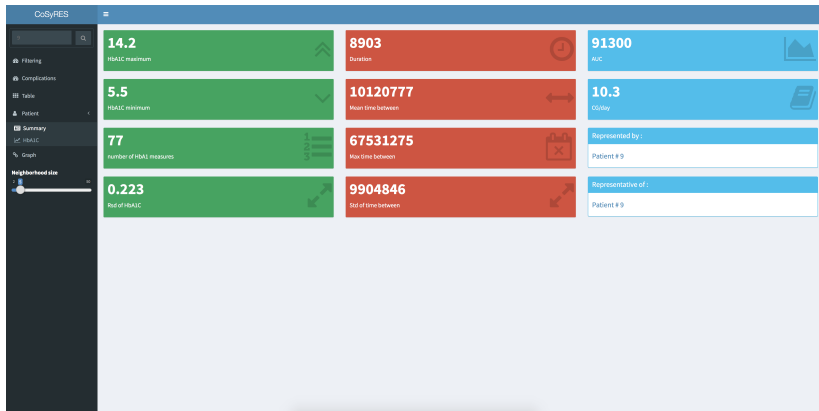 CoSyRES
Filtering
Complications
Table
Patient
Summary
HbA1C
Graph
Neighborhood size
14.2
HbA1C maximum
5.5
HbA1C minimum
77
number of HbA1 measures
0.223
Rsd of HbA1C
8903
Duration
10120777
Mean time between
67531275
Max time between
9904846
Std of time between
91300
AUC
10.3
CG/day
Represented by :
Patient # 9
Representative of :
Patient # 9
1
2
3